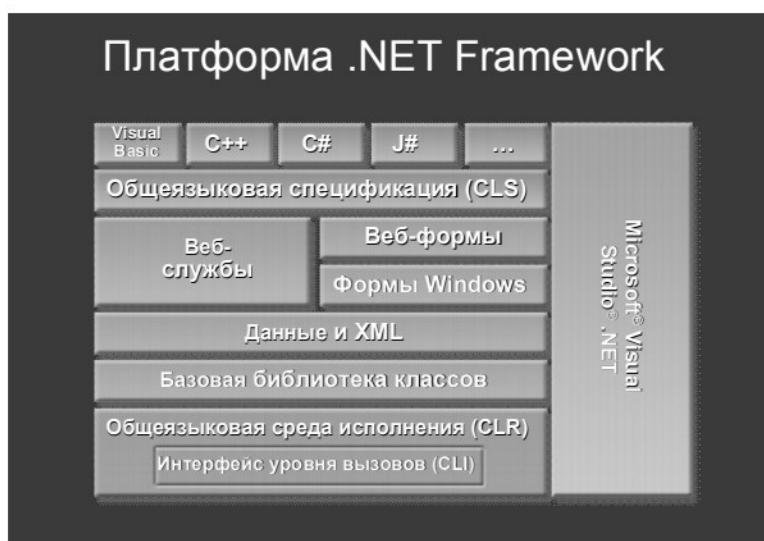 Платформа .NET Framework
Visual
Basic
C++
C#
J#
...
Общеязыковая спецификация (CLS)
Веб-
службы
Веб-формы
Формы Windows
Данные и XML
Базовая библиотека классов
Общеязыковая среда исполнения (CLR)
Интерфейс уровня вызовов (CLI)
Microsoft® Visual
Studio® .NET